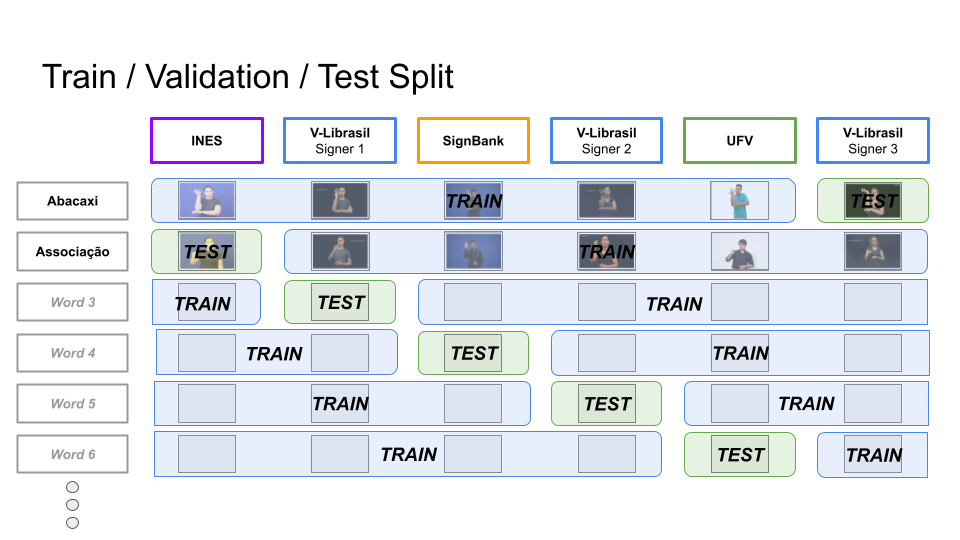 Train / Validation / Test Split
INES
V-Librasil
Signer 1
SignBank
V-Librasil
Signer 2
UFV
V-Librasil
Signer 3
Abacaxi
TRAIN
TEST
Associação
TEST
TRAIN
Word 3
TRAIN
TEST
TRAIN
Word 4
TRAIN
TEST
TRAIN
Word 5
TRAIN
TEST
TRAIN
Word 6
TRAIN
TEST
TRAIN